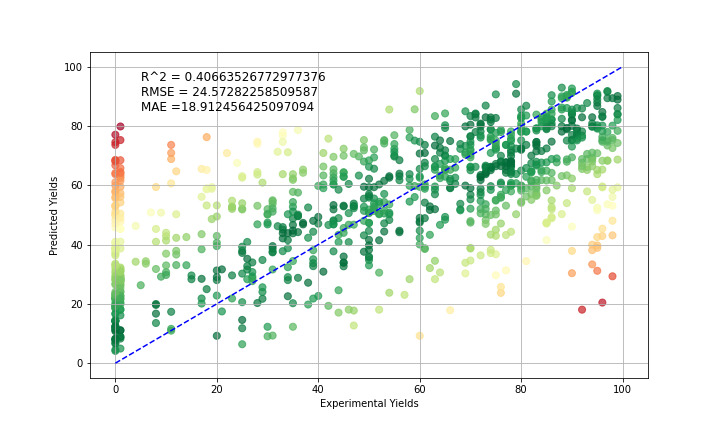 R^2 = 0.40663526772977376
RMSE = 24.57282258509587
MAE =18.912456425097094
100
80
60
40
20
0
Predicted Yields
0 20 40 60 80 100
Experimental Yields